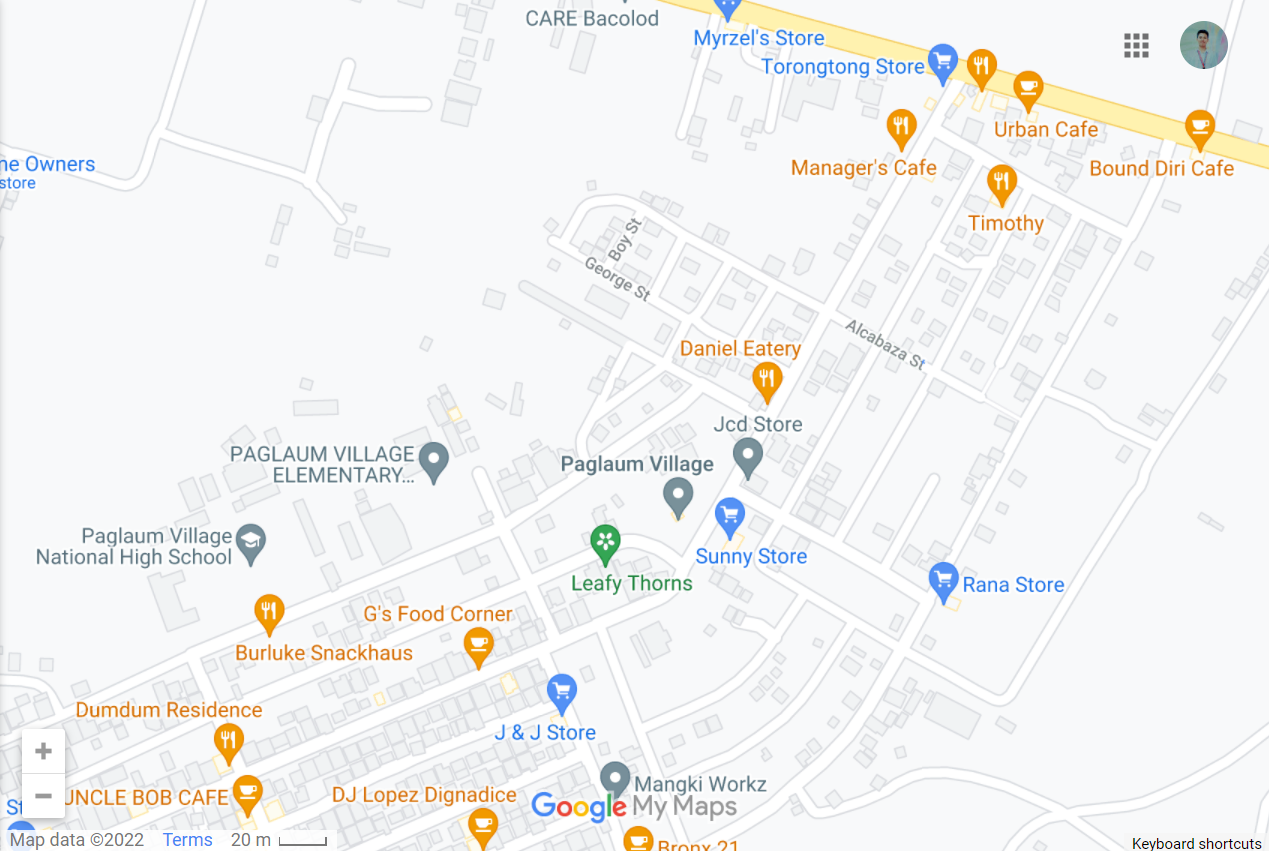 CARE Bacolod
Myrzel's Store
Torongtong Store
Urban Cafe
Manager's Cafe
Bound Diri Cafe
ne Owners
store
Timothy
Boy St
George St
Alcabaza St
Daniel Eatery
Jcd Store
PAGLAUM VILLAGE
ELEMENTARY...
Paglaum Village
Paglaum Village
National High School
Sunny Store
Leafy Thorns
Rana Store
G's Food Corner
Burluke Snackhaus
Dumdum Residence
J & J Store
Mangki Workz
UNCLE BOB CAFE
DJ Lopez Dignadice
Google My Maps
St
Bronx 21
Map data ©2022 Terms 20 m
Keyboard shortcuts